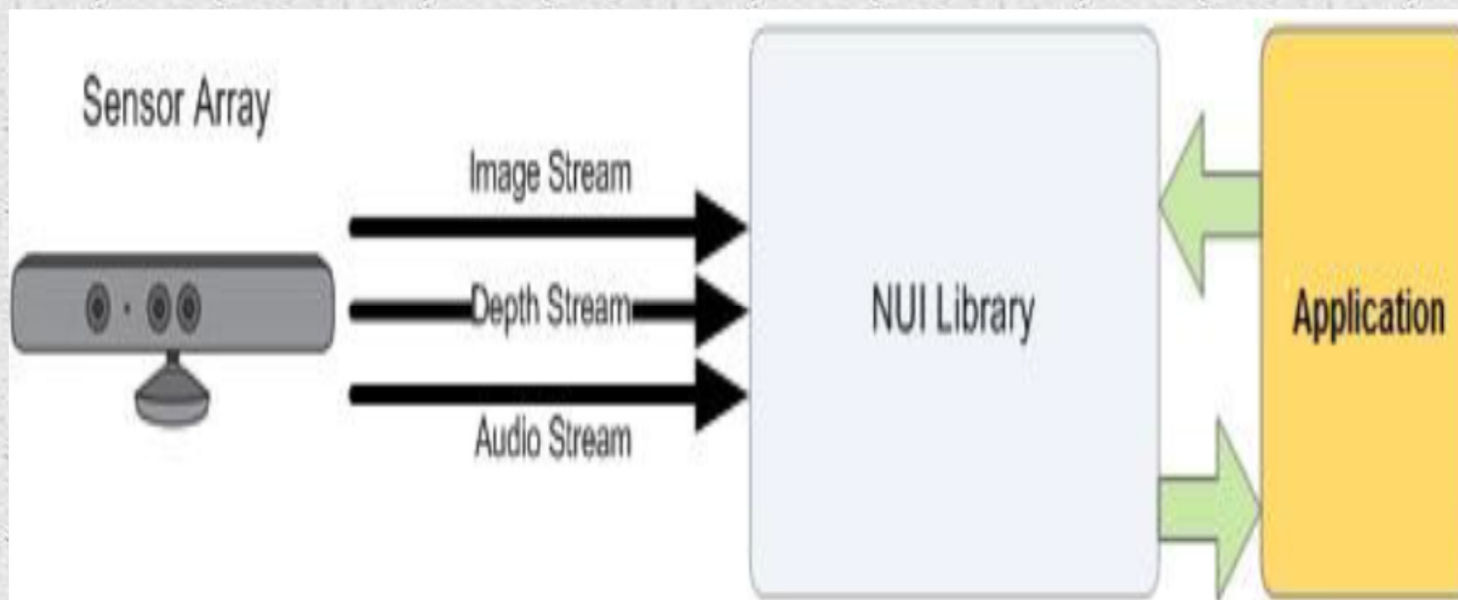 Sensor Array
Image Stream
Depth Stream
Audio Stream
NUI Library
Application